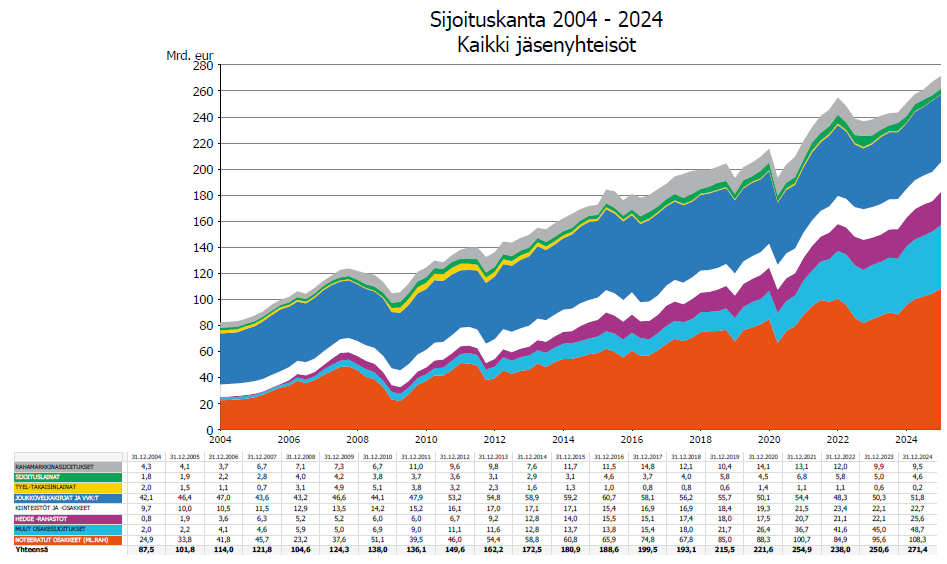 Sijoituskanta 2004 - 2024
Kaikki jäsenyhteisöt
Mrd. eur
280
260
240
220
200
180
160
140
120
100
80
60
40
20
0
2004 2006 2008 2010 2012 2014 2016 2018 2020 2022 2024
31.12.2004 31.12.2005 31.12.2006 31.12.2007 31.12.2008 31.12.2009 31.12.2010 31.12.2011 31.12.2012 31.12.2013 31.12.2014 31.12.2015 31.12.2016 31.12.2017 31.12.2018 31.12.2019 31.12.2020 31.12.2021 31.12.2022 31.12.2023 31.12.2024
RAHAMARKKINASIJOITUKSET 4,3 4,1 3,7 6,7 7,1 7,3 6,7 11,0 9,6 9,8 7,6 11,7 11,5 14,8 12,1 10,4 14,1 13,1 12,0 9,9 9,5
SIJOITUSLAINAT 1,8 1,9 2,2 2,8 4,0 4,2 3,8 3,7 3,6 3,1 2,9 3,1 4,6 3,7 4,0 5,8 4,5 6,8 5,8 5,0 4,6
TYEL-TAKAISINLAINAT 2,0 1,5 1,1 0,7 3,1 4,9 5,1 3,8 3,2 2,3 1,6 1,3 1,0 0,8 0,8 0,6 1,4 1,1 1,1 0,6 0,2
JOUKKOVELKAKIRJAT JA VVK:T 42,1 46,4 47,0 43,6 43,2 46,6 44,1 47,9 53,2 54,8 58,9 59,2 60,7 58,1 56,2 55,7 50,1 54,4 48,3 50,3 51,8
KIINTEISTÖT JA -OSAKKEET 9,7 10,0 10,5 11,5 12,9 13,5 14,2 15,2 16,1 17,0 17,1 17,1 15,4 16,9 16,9 18,4 19,3 21,5 23,4 22,1 22,7
HEDGE -RAHASTOT 0,8 1,9 3,6 6,3 5,2 5,2 6,0 6,0 6,7 9,2 12,8 14,0 15,5 15,1 17,4 18,0 17,5 20,7 21,1 22,1 25,6
MUUT OSAKESIJOITUKSET 2,0 2,2 4,1 4,6 5,9 5,0 6,9 9,0 11,1 11,6 12,8 13,7 13,8 15,4 18,0 21,7 26,4 36,7 41,6 45,0 48,7
NOTEERATUT OSAKKEET (ML.RAH) 24,9 33,8 41,8 45,7 23,2 37,6 51,1 39,5 46,0 54,4 58,8 60,8 65,9 74,8 67,8 85,0 88,3 100,7 84,9 95,6 108,3
Yhteensä 87,5 101,8 114,0 121,8 104,6 124,3 138,0 136,1 149,6 162,2 172,5 180,9 188,6 199,5 193,1 215,5 221,6 254,9 238,0 250,6 271,4